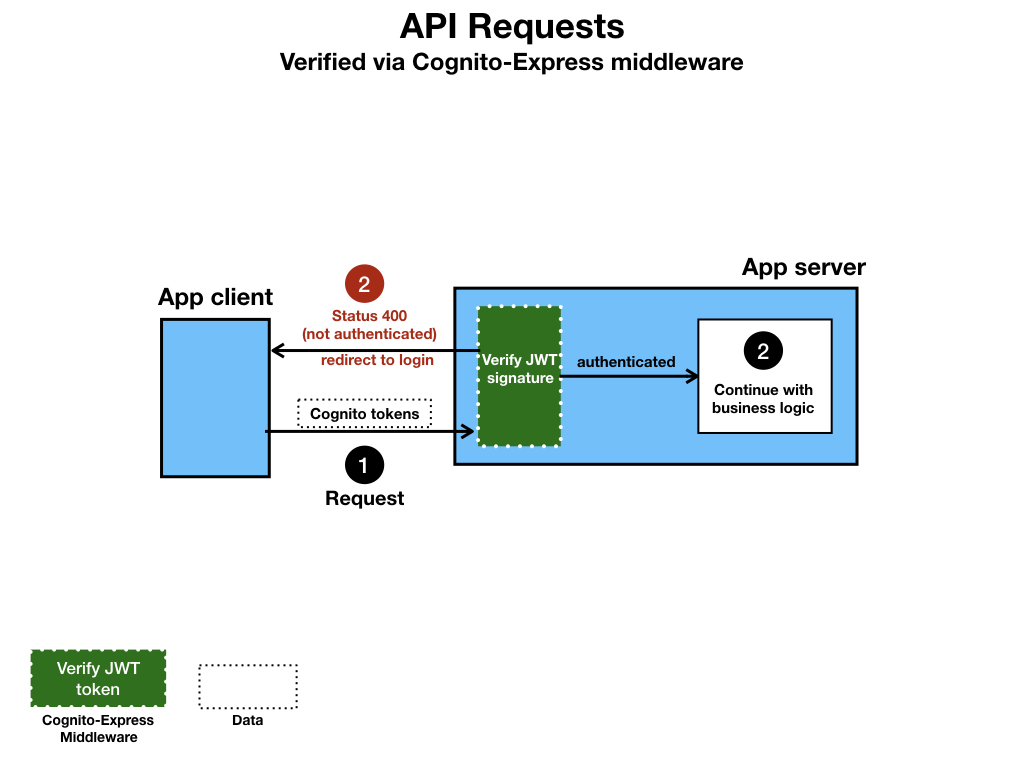 API Requests
Verified via Cognito-Express middleware
App server
App client
2
Status 400
(not authenticated)
redirect to login
Verify JWT
signature
authenticated
2
Continue with
business logic
Cognito tokens
1
Request
Verify JWT
token
Cognito-Express
Middleware
Data